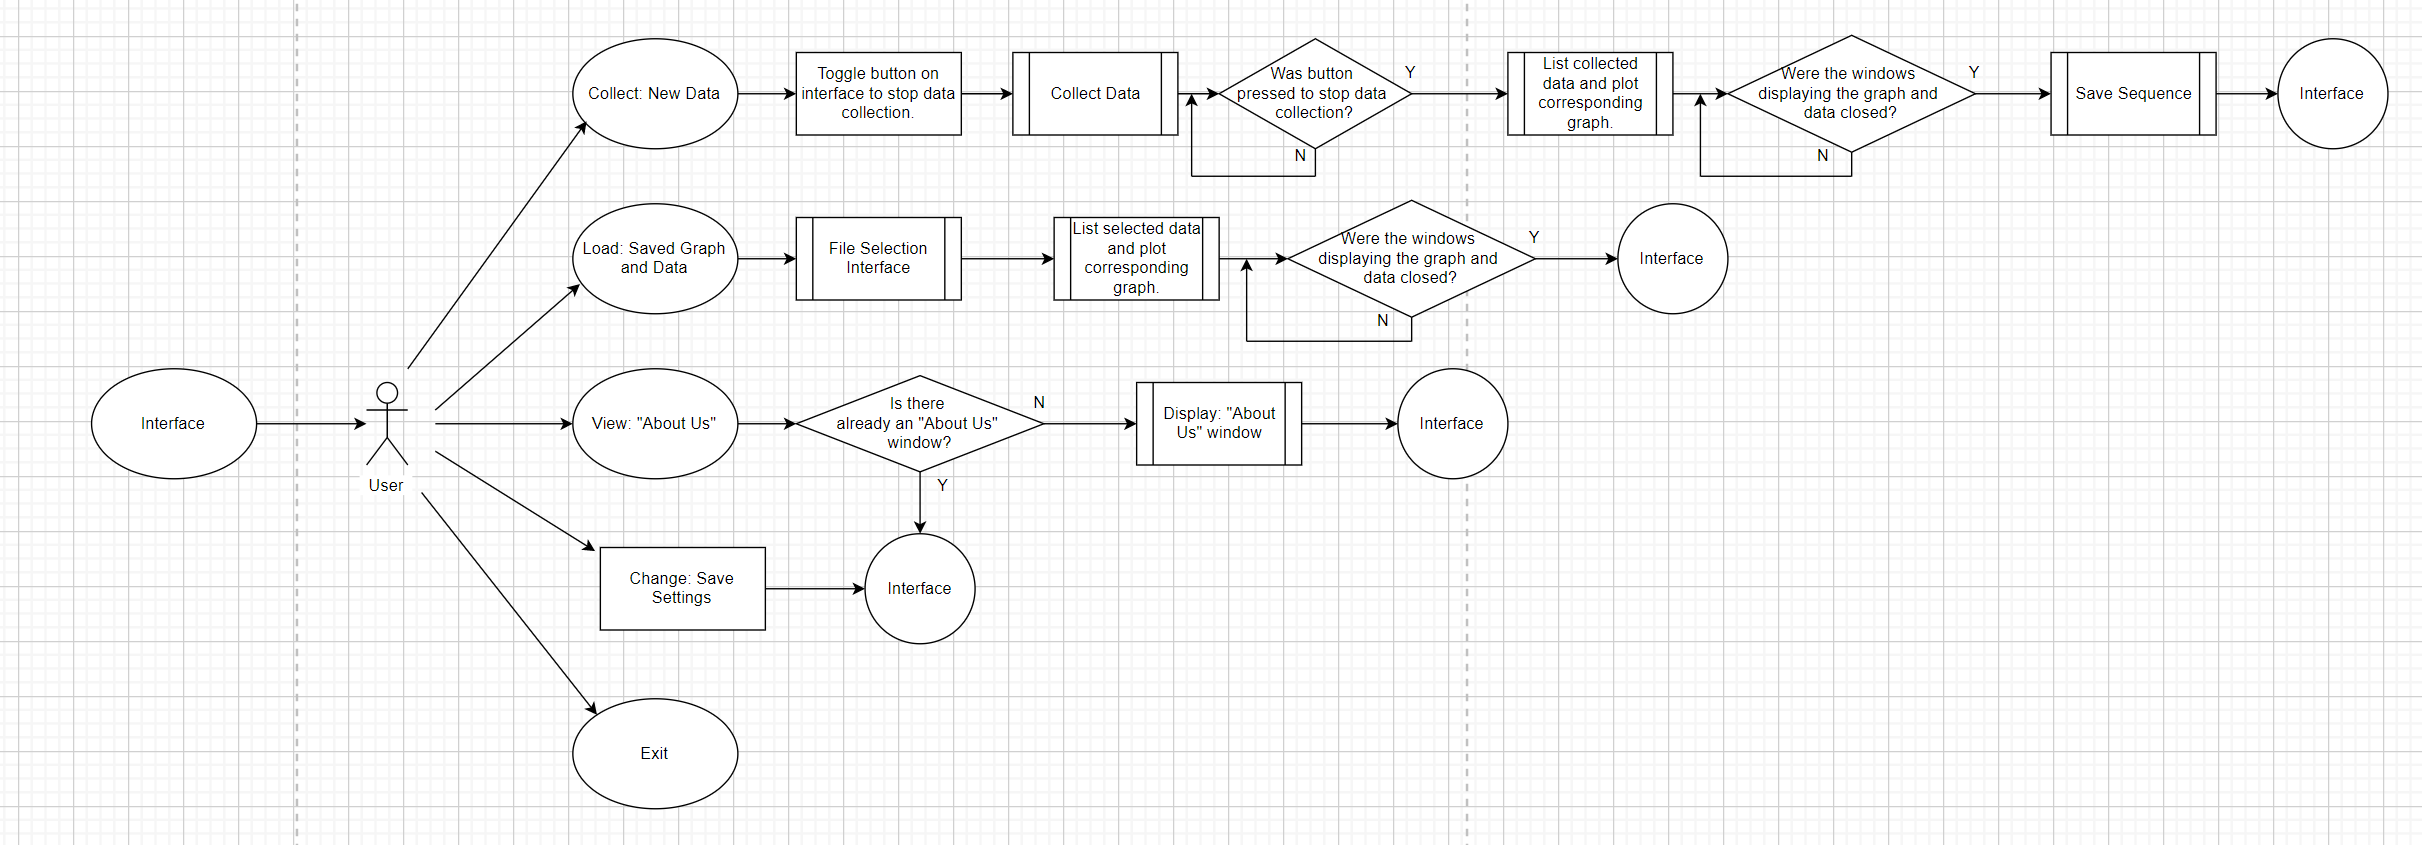 Collect: New Data
Toggle button on
interface to stop data
collection.
Collect Data
Was button
pressed to stop data
collection?
Y
N
List collected
data and plot
corresponding
graph.
Were the windows
displaying the graph and
data closed?
Y
N
Save Sequence
Interface
Load: Saved Graph
and Data
File Selection
Interface
List selected data
and plot
corresponding
graph.
Were the windows
displaying the graph and
data closed?
Y
N
Interface
Interface
User
View: "About Us"
Is there
already an "About Us"
window?
N
Y
Display: "About
Us" window
Interface
Change: Save
Settings
Interface
Exit